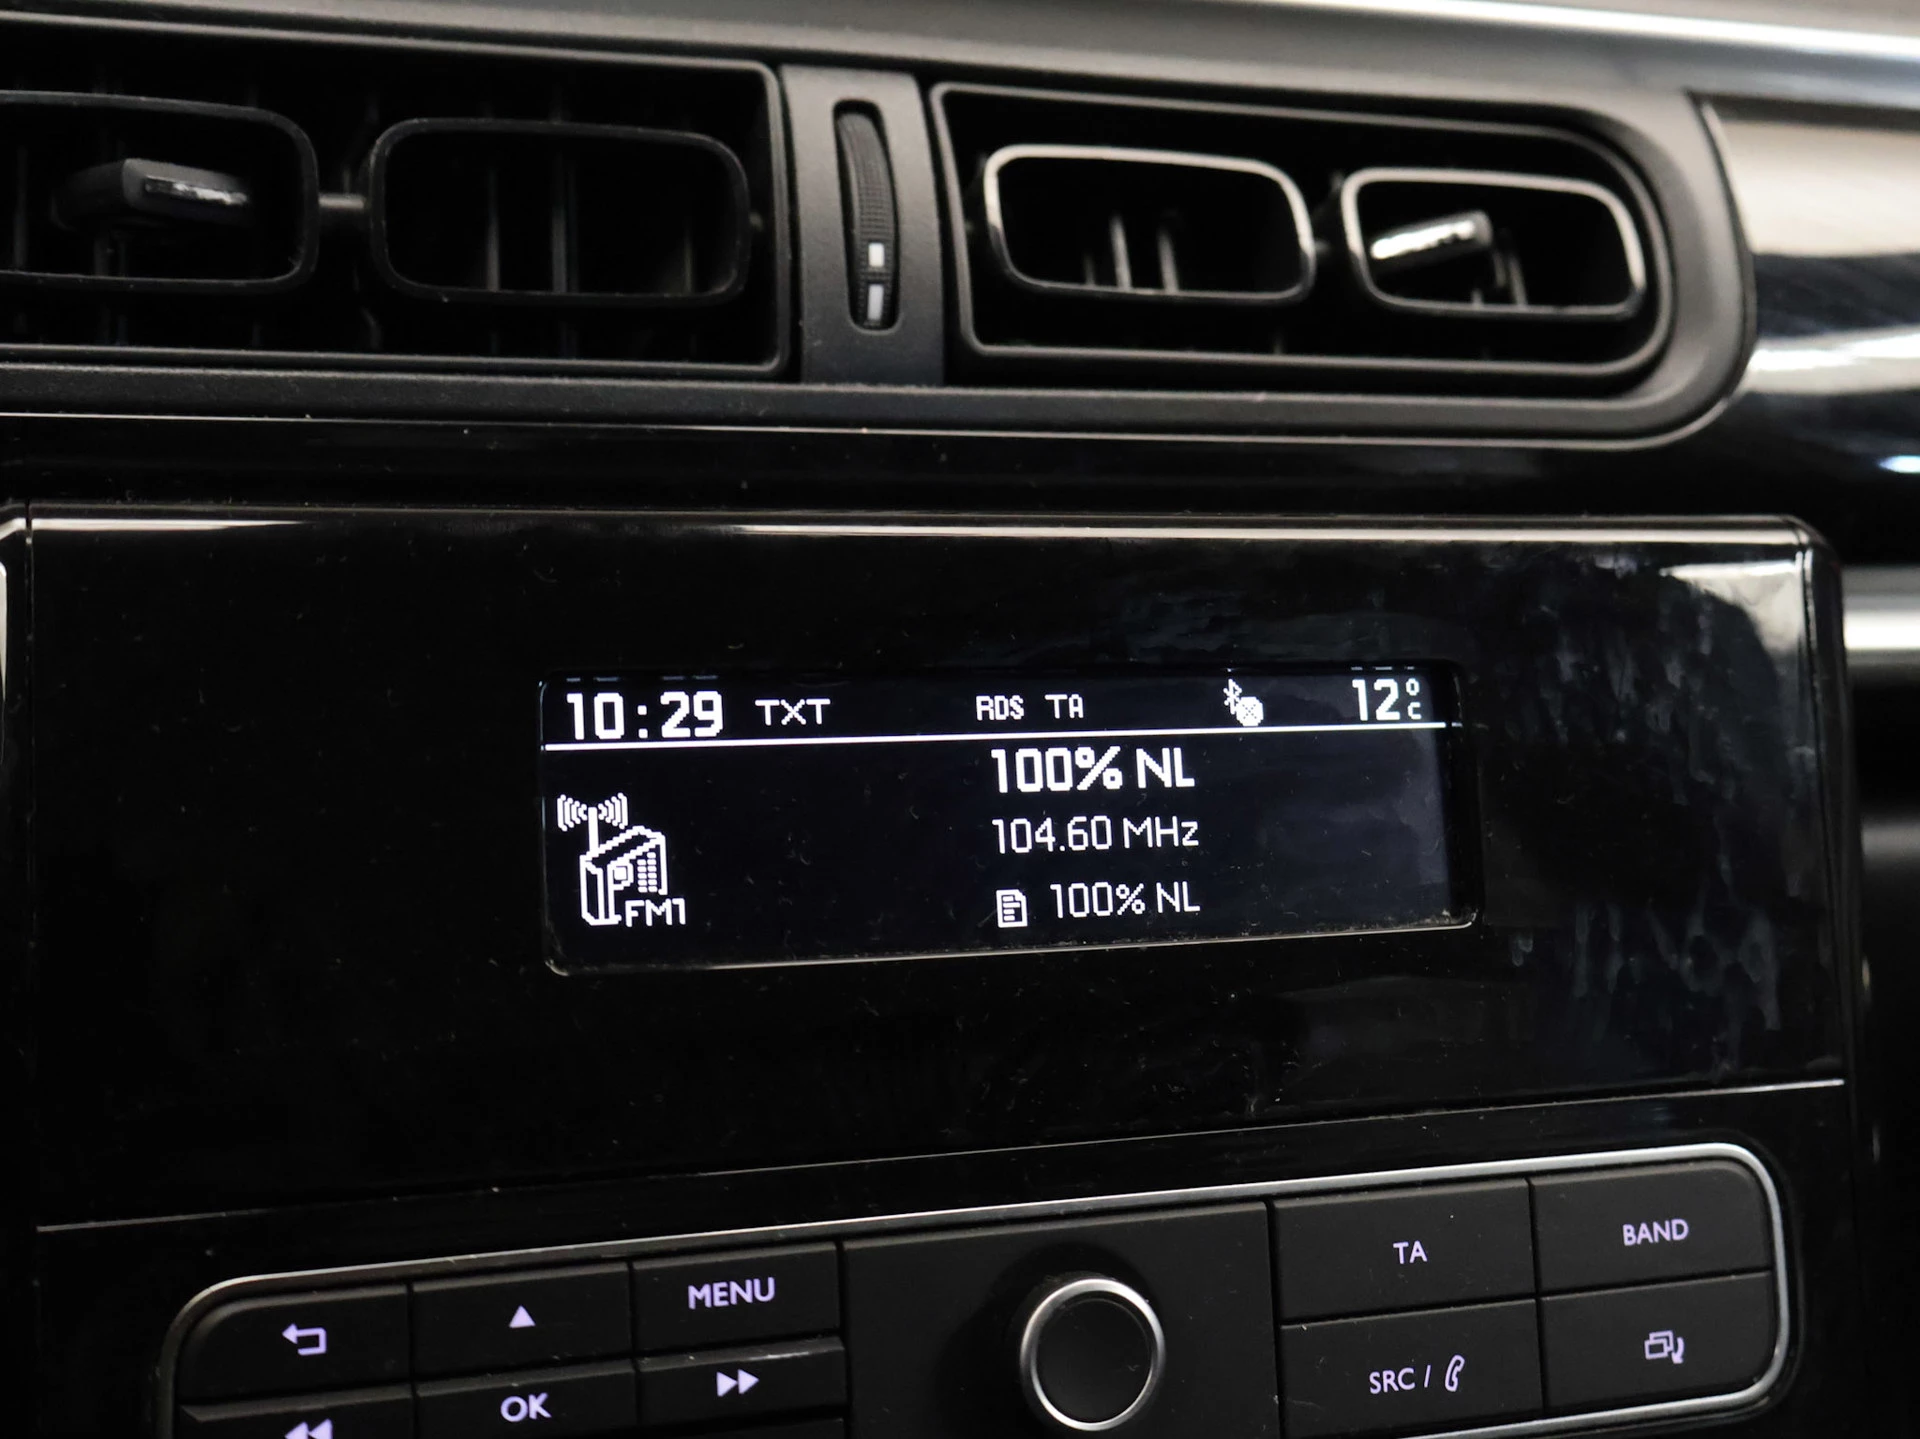 10:29 TXT RDS TA 12°C
100% NL
104.60 MHz
FM1 100% NL
MENU
TA
BAND
OK
SRC /